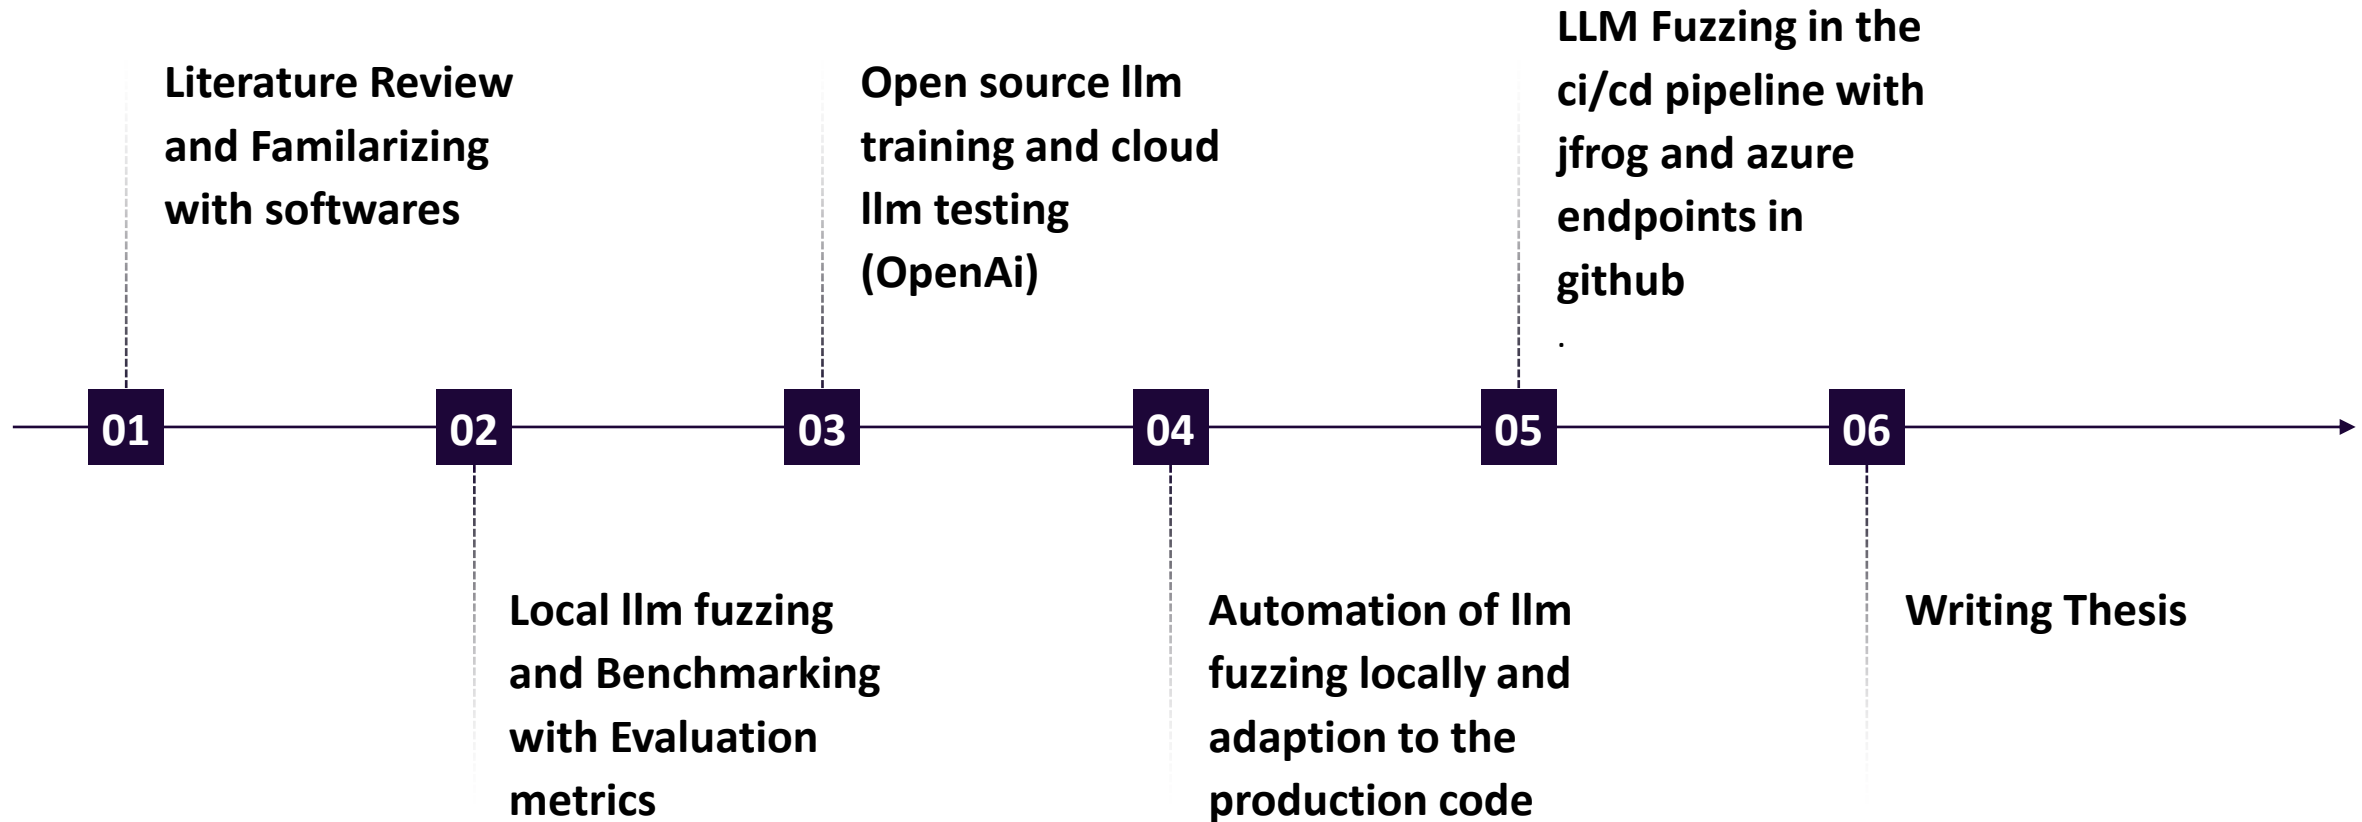 Literature Review
and Familarizing
with softwares
Open source llm
training and cloud
llm testing
(OpenAi)
LLM Fuzzing in the
ci/cd pipeline with
jfrog and azure
endpoints in
github
.
01
02
03
04
05
06
Local llm fuzzing
and Benchmarking
with Evaluation
metrics
Automation of llm
fuzzing locally and
adaption to the
production code
Writing Thesis